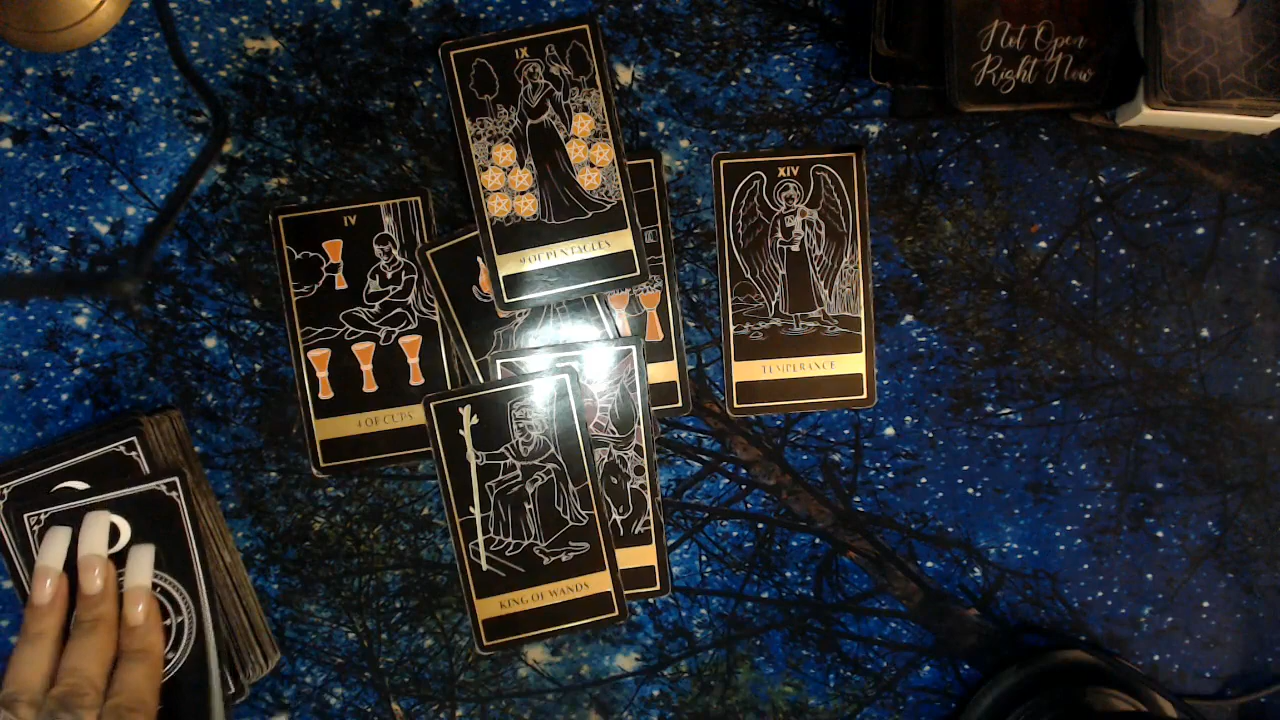 IX
9 OF PENTACLES
Not Open
Right Now
XIV
TEMPERANCE
IV
4 OF CUPS
KING OF WANDS